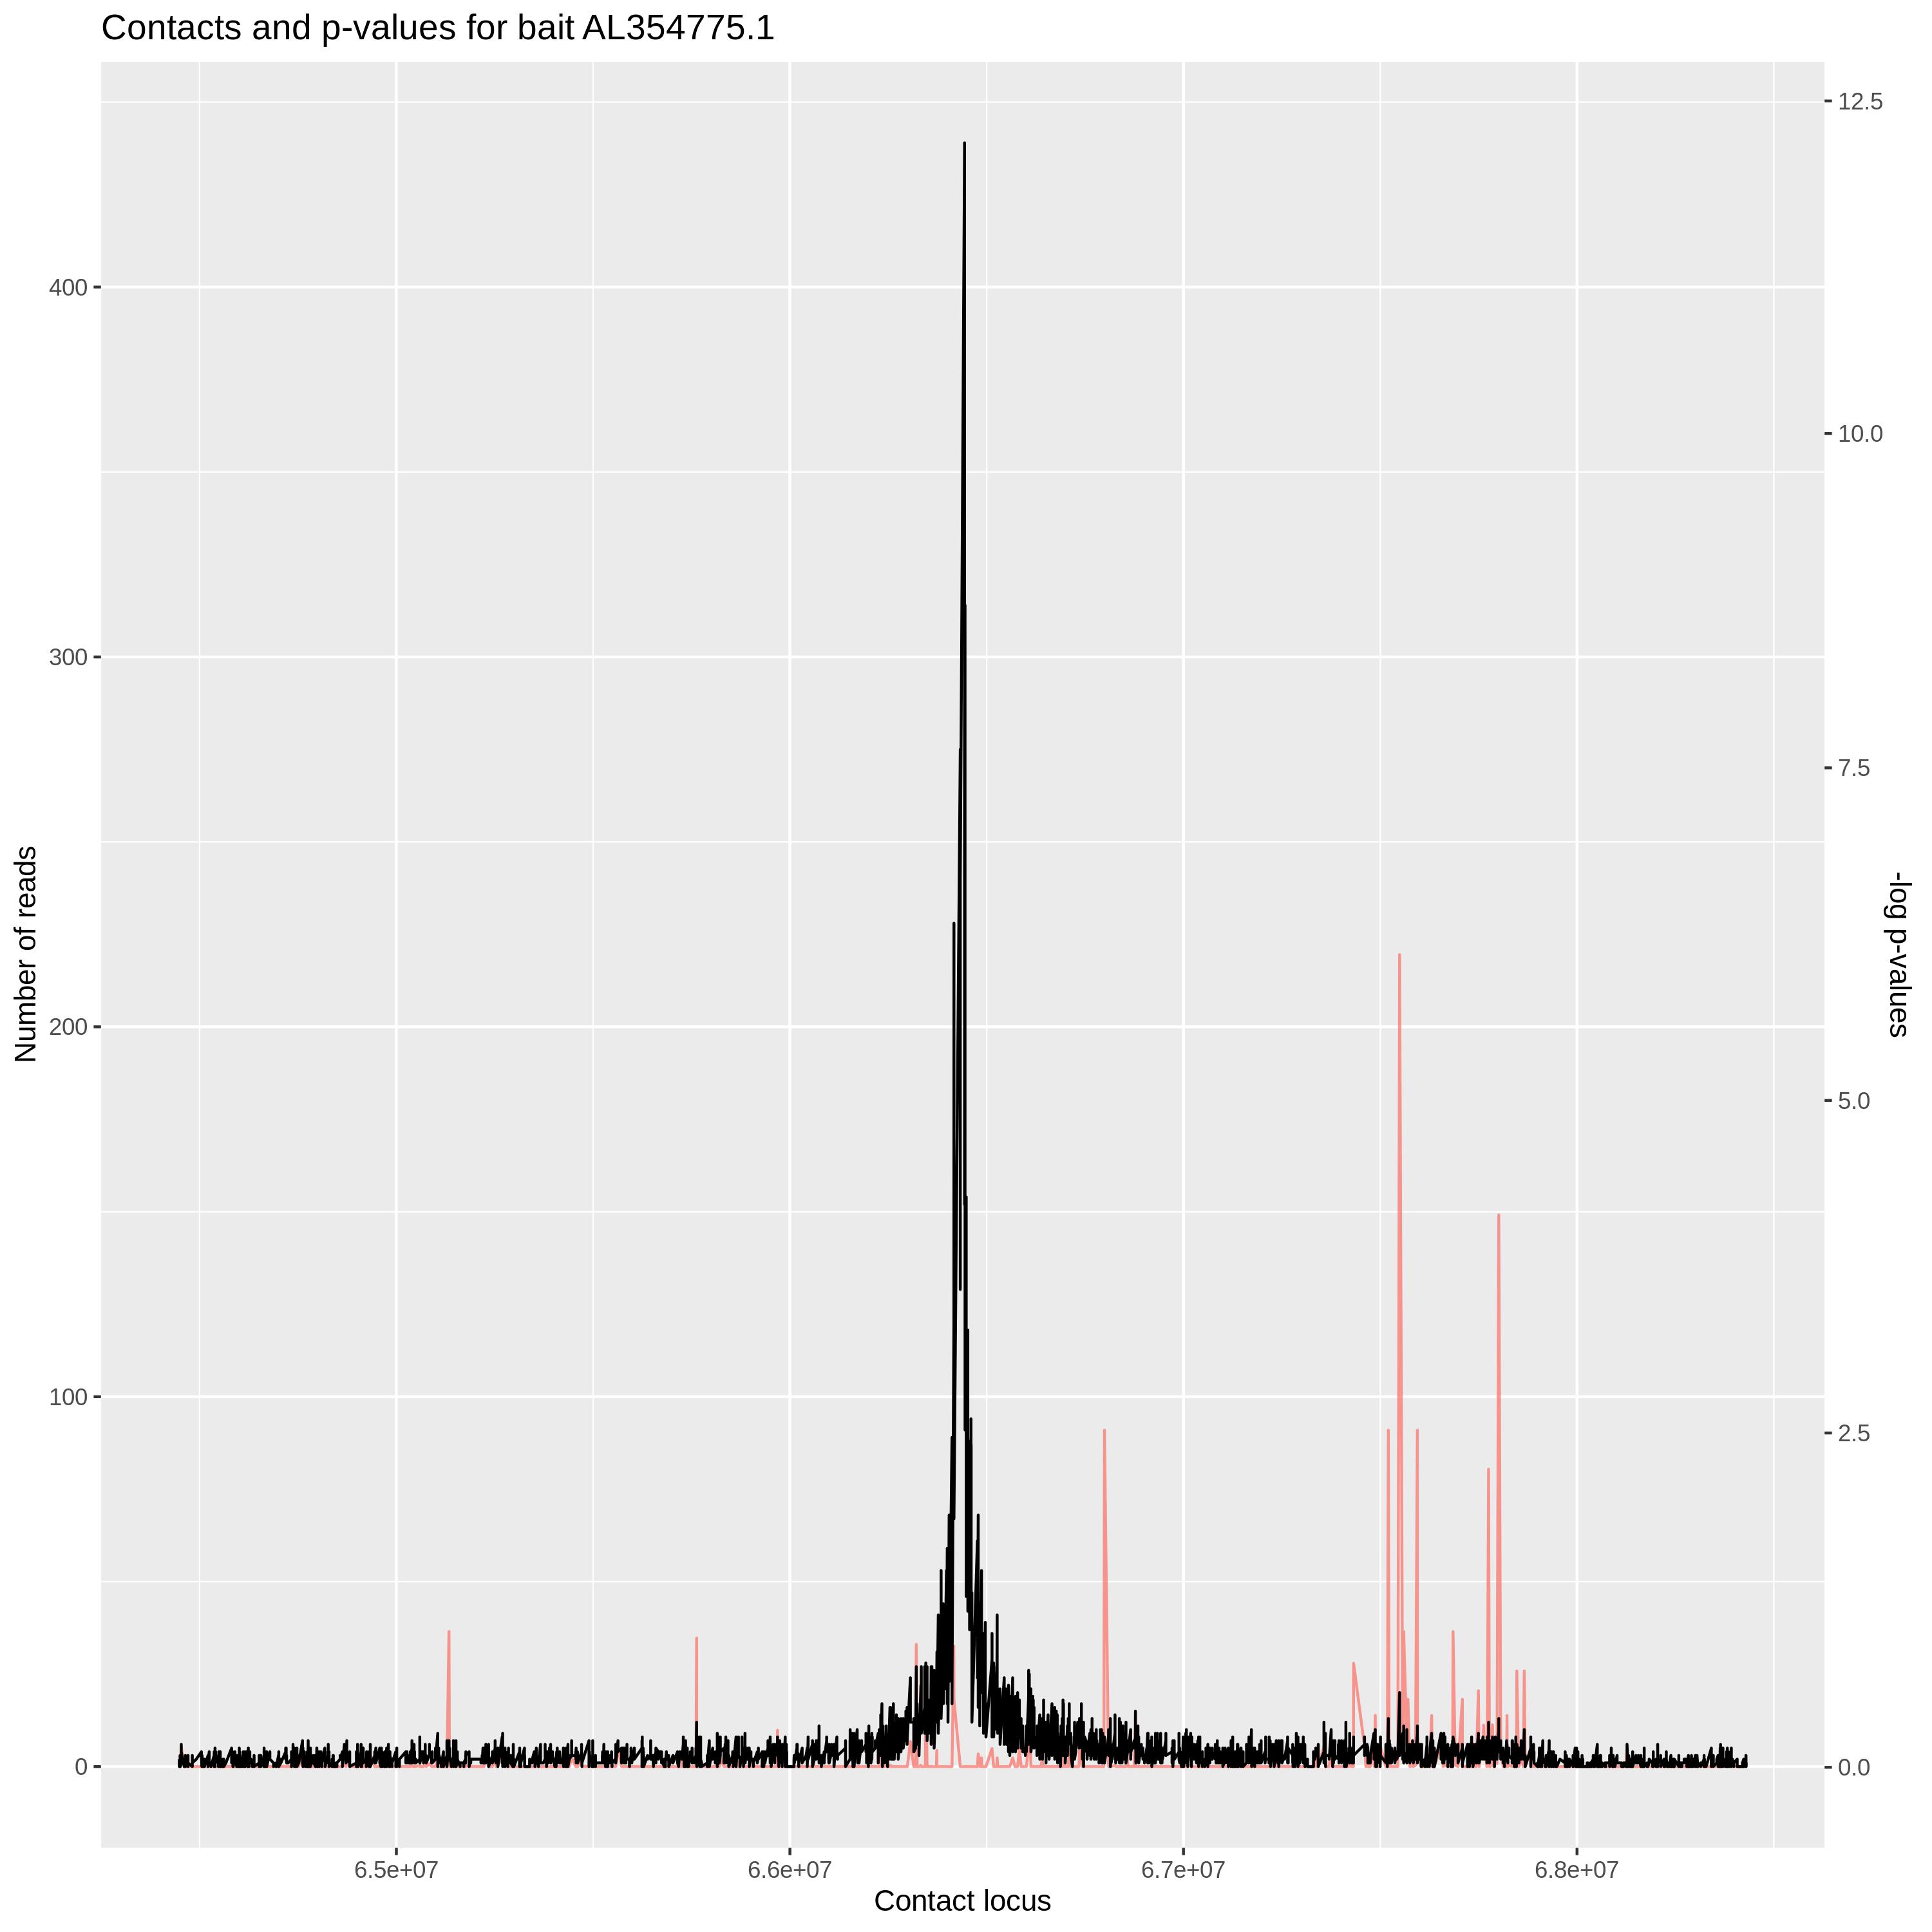 Contacts and p-values for bait AL354775.1
Number of reads
400
300
200
100
0
12.5
10.0
7.5
5.0
2.5
0.0
-log p-values
6.5e+07
6.6e+07
6.7e+07
6.8e+07
Contact locus